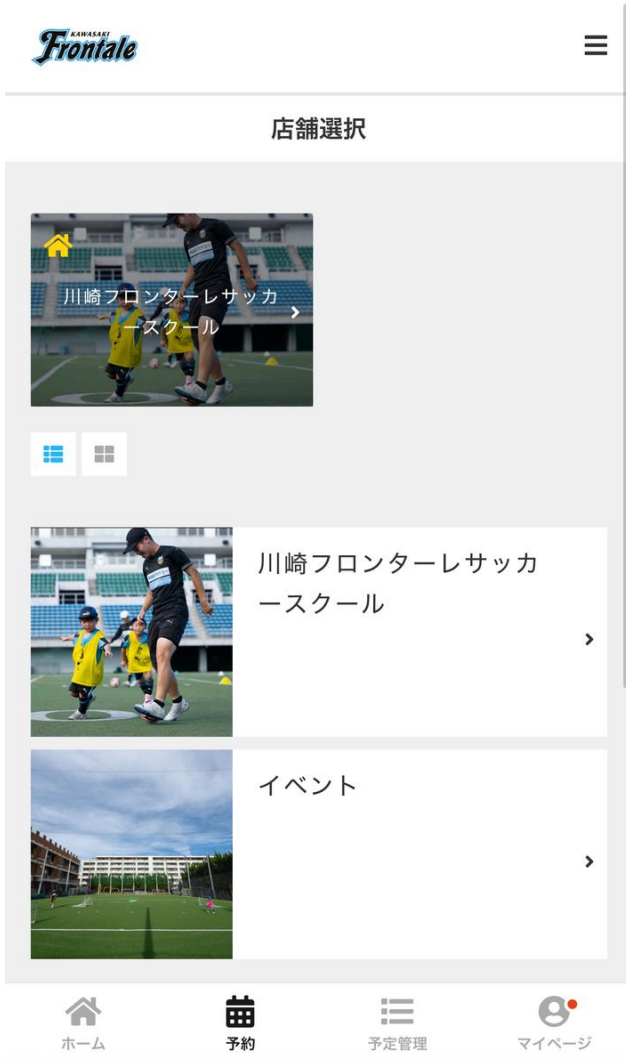 KAWASAKI
Frontale
店舗選択
川崎フロンターレサッカ
ースクール
川崎フロンターレサッカ
ースクール
イベント
ホーム
予約
予定管理
マイページ